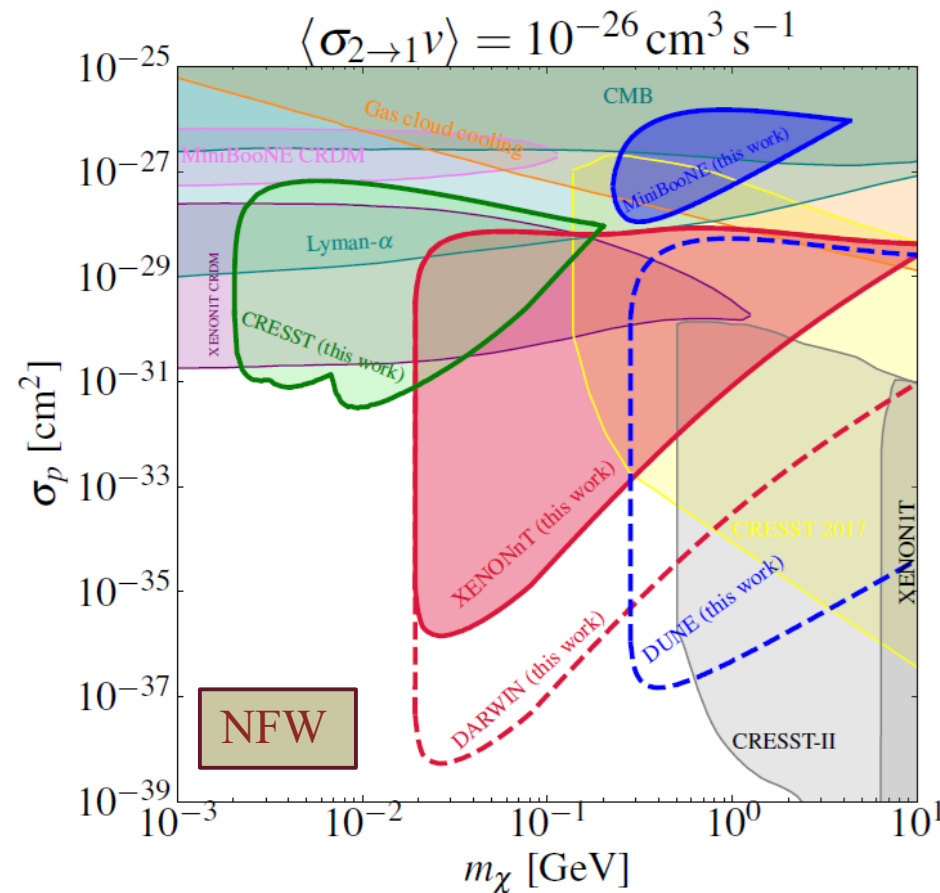 ⟨σ₂→₁v⟩ = 10⁻²⁶ cm³ s⁻¹
10⁻²⁵
10⁻²⁷
10⁻²⁹
10⁻³¹
10⁻³³
10⁻³⁵
10⁻³⁷
10⁻³⁹
σₚ [cm²]
CMB
Gas cloud cooling
MiniBooNE CRDM
MiniBooNE (this work)
Lyman-α
XENON1T CRDM
CRESST (this work)
XENONnT (this work)
CRESST 2017
XENON1T
DUNE (this work)
DARWIN (this work)
CRESST-II
NFW
10⁻³
10⁻²
10⁻¹
10⁰
10¹
mᵪ [GeV]